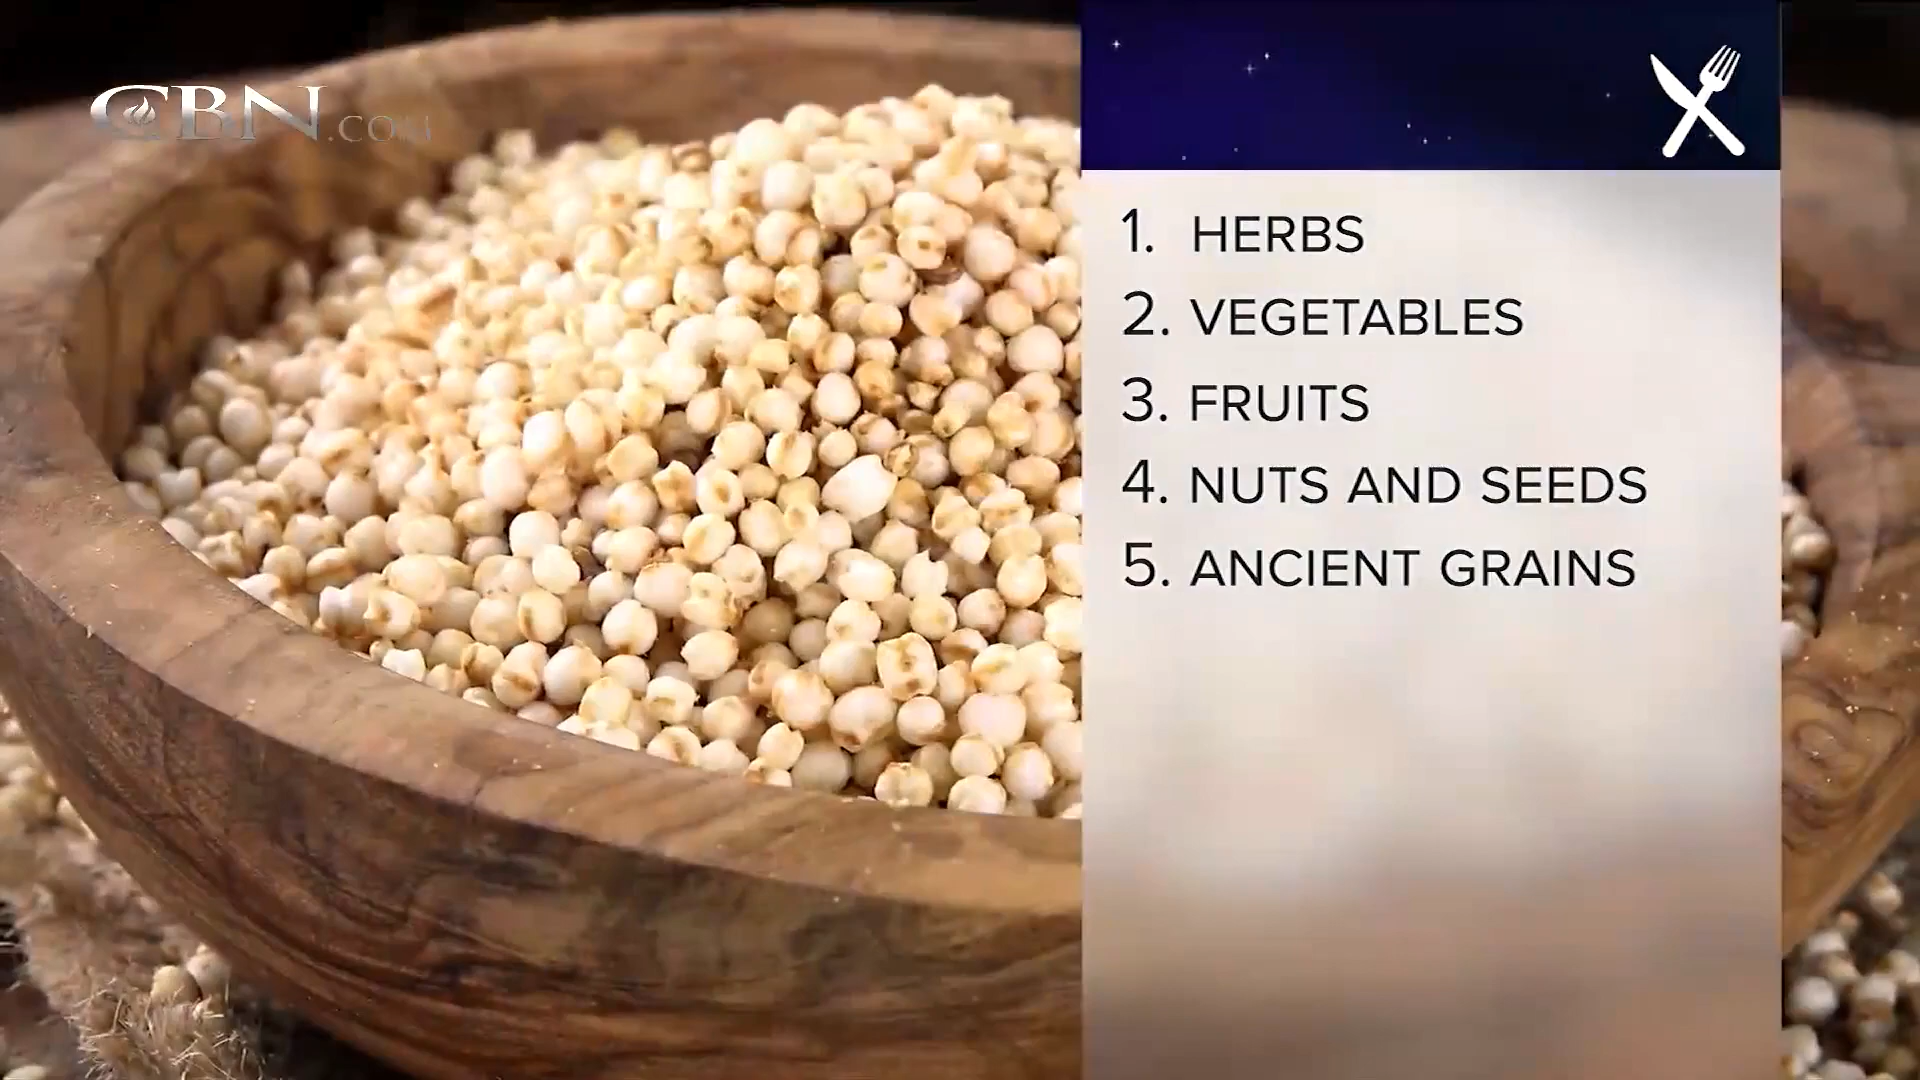 CBN.COM
1. HERBS
2. VEGETABLES
3. FRUITS
4. NUTS AND SEEDS
5. ANCIENT GRAINS